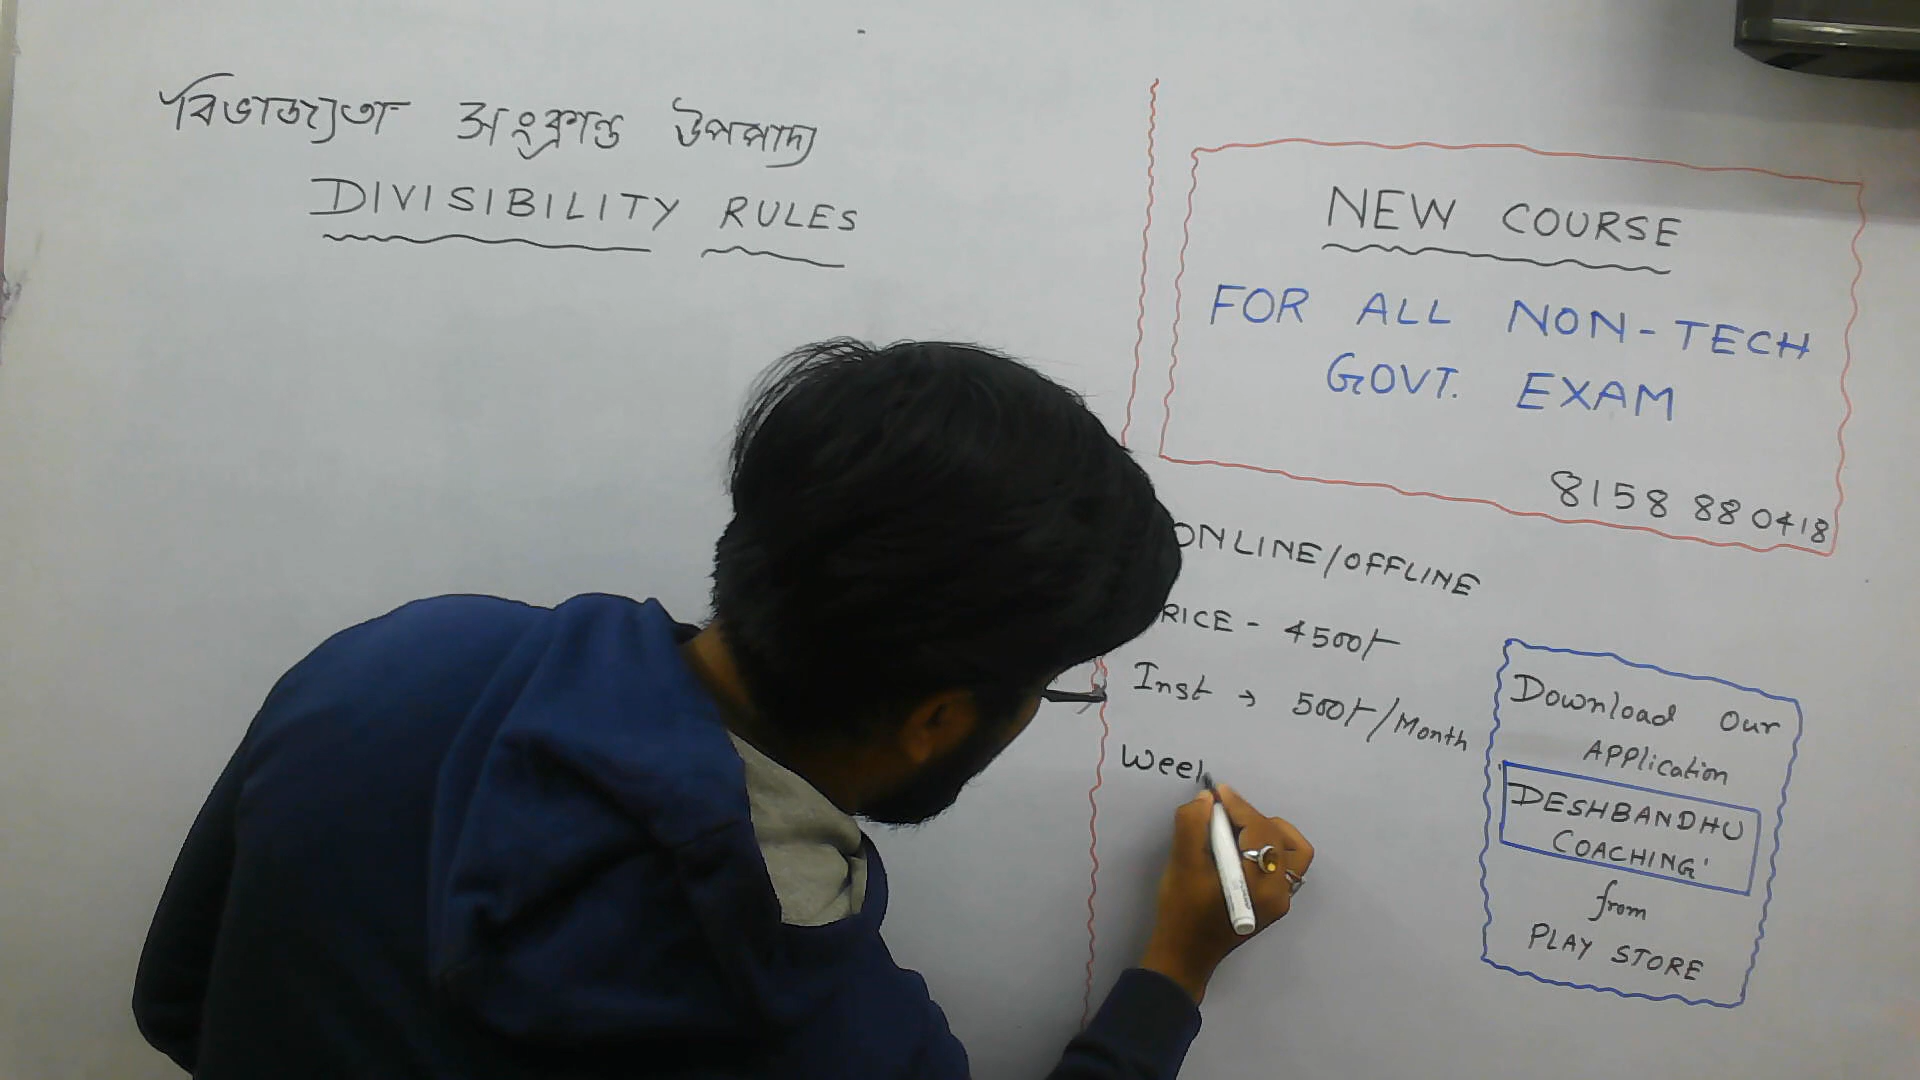 বিভাজ্যতা সংক্রান্ত উপপাদ্য
DIVISIBILITY RULES
NEW COURSE
FOR ALL NON-TECH
GOVT. EXAM
8158 880418
ONLINE/OFFLINE
RICE - 4500/-
Inst → 500/-/Month
Download Our
Application
DESHBANDHU
COACHING
from
PLAY STORE